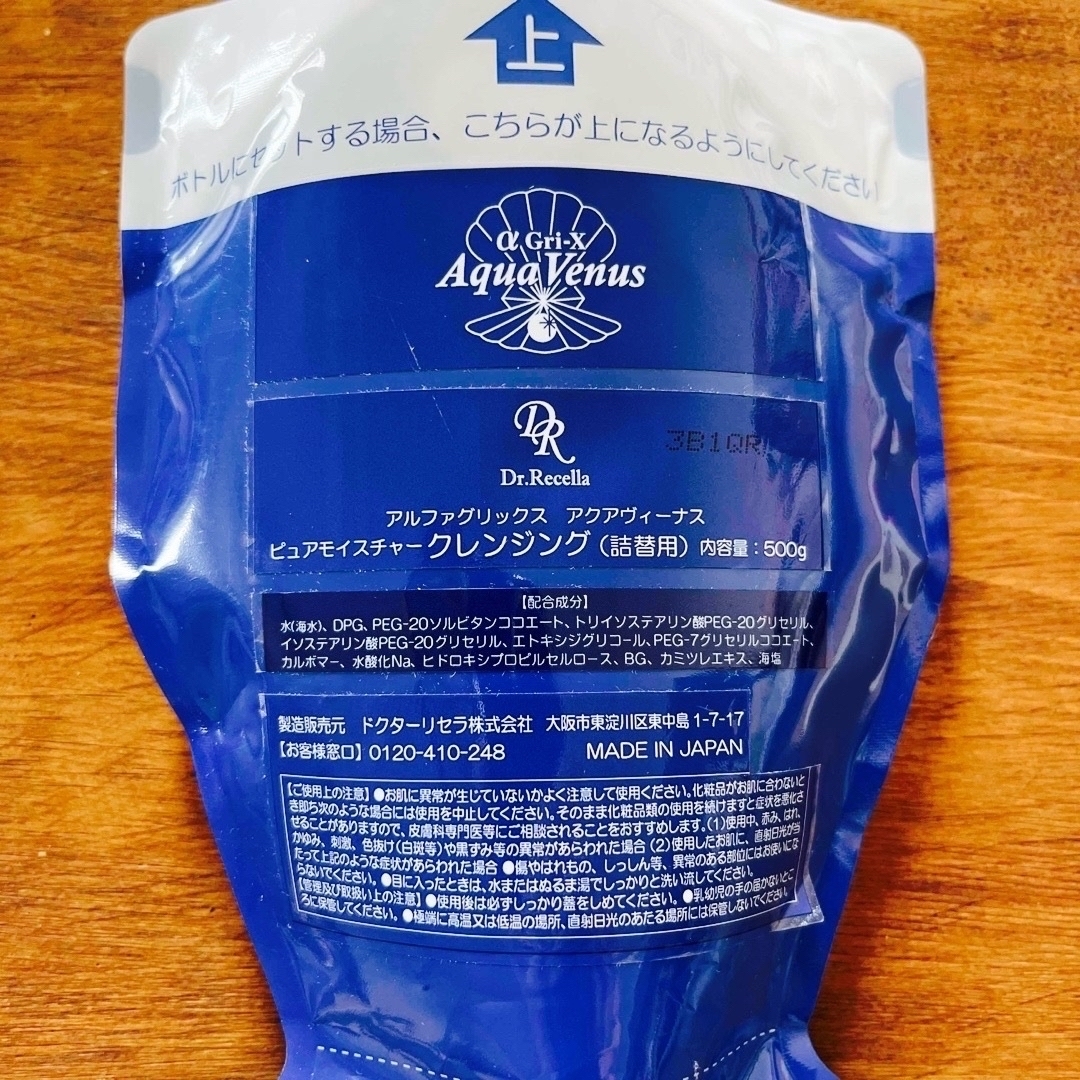 上
ボトルにセットする場合、こちらが上になるようにしてください
α Gri-X
Aqua Venus
DR
3B1QR
Dr.Recella
アルファグリックス　アクアヴィーナス
ピュアモイスチャークレンジング（詰替用）内容量：500g
【配合成分】
水(海水)、DPG、PEG-20ソルビタンココエート、トリイソステアリン酸PEG-20グリセリル、
イソステアリン酸PEG-20グリセリル、エトキシジグリコール、PEG-7グリセリルココエート、
カルボマー、水酸化Na、ヒドロキシプロピルセルロース、BG、カミツレエキス、海塩
製造販売元　ドクターリセラ株式会社　大阪市東淀川区東中島1-7-17
【お客様窓口】0120-410-248　MADE IN JAPAN
【ご使用上の注意】●お肌に異常が生じていないかよく注意して使用ください。化粧品がお肌に合わないと
き即ち次のような場合には使用を中止してください。そのまま化粧品類の使用を続けますと症状を悪化さ
せることがありますので、皮膚科専門医等にご相談されることをおすすめします。(1)使用中、赤み、はれ、
かゆみ、刺激、色抜け(白斑等)や黒ずみ等の異常があらわれた場合(2)使用したお肌に、直射日光が当
たって上記のような症状があらわれた場合●傷やはれもの、しっしん等、異常のある部位にはお使いにな
らないでください。●目に入ったときは、水またはぬるま湯でしっかりと洗い流してください。
【管理及び取扱い上の注意】●使用後は必ずしっかり蓋をしめてください。●乳幼児の手の届かないとこ
ろに保管してください。●極端に高温又は低温の場所、直射日光のあたる場所には保管しないでください。